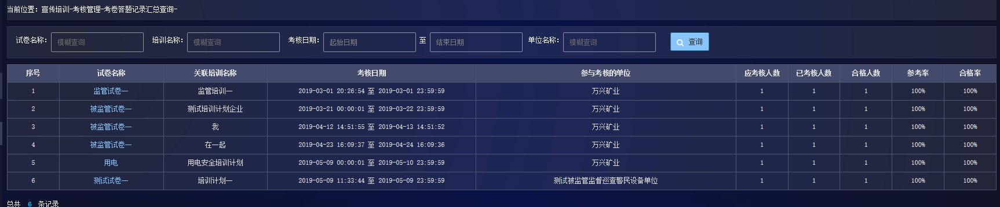 当前位置：宣传培训-考核管理-考卷答题记录汇总查询-
试卷名称： 模糊查询 培训名称： 模糊查询 考核日期： 起始日期 至 结束日期 单位名称： 模糊查询 查询
序号 试卷名称 关联培训名称 考核日期 参与考核的单位 应考核人数 已考核人数 合格人数 参考率 合格率
1 监管试卷一 监管培训一 2019-03-01 20:26:54 至 2019-03-01 23:59:59 万兴矿业 1 1 1 100% 100%
2 被监管试卷一 测试培训计划企业 2019-03-21 00:00:01 至 2019-03-22 23:59:59 万兴矿业 1 1 1 100% 100%
3 被监管试卷一 我 2019-04-12 14:51:55 至 2019-04-13 14:51:52 万兴矿业 1 1 1 100% 100%
4 被监管试卷一 在一起 2019-04-23 16:09:37 至 2019-04-24 16:09:36 万兴矿业 1 1 1 100% 100%
5 用电 用电安全培训计划 2019-05-09 00:00:01 至 2019-05-10 23:59:59 万兴矿业 1 1 1 100% 100%
6 测试试卷一 培训计划一 2019-05-09 11:33:44 至 2019-05-09 23:59:59 测试被监管监督巡查警民设备单位 1 1 1 100% 100%
总共 6 条记录